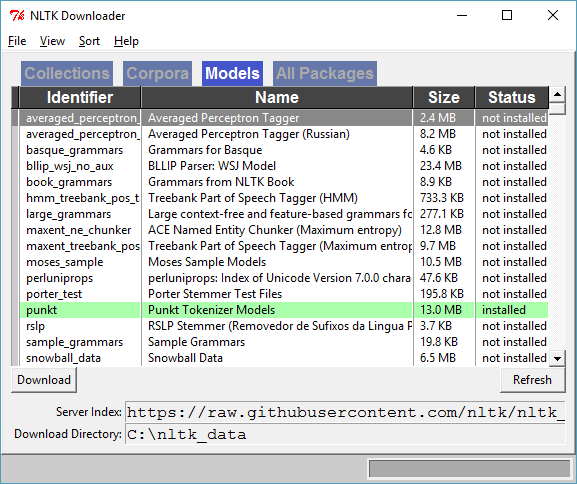 NLTK Downloader
File View Sort Help
Collections Corpora Models All Packages
Identifier Name Size Status
averaged_perceptron_ Averaged Perceptron Tagger 2.4 MB not installed
averaged_perceptron_ Averaged Perceptron Tagger (Russian) 8.2 MB not installed
basque_grammars Grammars for Basque 4.6 KB not installed
bllip_wsj_no_aux BLLIP Parser: WSJ Model 23.4 MB not installed
book_grammars Grammars from NLTK Book 8.9 KB not installed
hmm_treebank_pos_t Treebank Part of Speech Tagger (HMM) 733.3 KB not installed
large_grammars Large context-free and feature-based grammars fo 277.1 KB not installed
maxent_ne_chunker ACE Named Entity Chunker (Maximum entropy) 12.8 MB not installed
maxent_treebank_pos Treebank Part of Speech Tagger (Maximum entrop 9.7 MB not installed
moses_sample Moses Sample Models 10.5 MB not installed
perluniprops perluniprops: Index of Unicode Version 7.0.0 chara 47.6 KB not installed
porter_test Porter Stemmer Test Files 195.8 KB not installed
punkt Punkt Tokenizer Models 13.0 MB installed
rslp RSLP Stemmer (Removedor de Sufixos da Lingua P 3.7 KB not installed
sample_grammars Sample Grammars 19.8 KB not installed
snowball_data Snowball Data 6.5 MB not installed
Download Refresh
Server Index: https://raw.githubusercontent.com/nltk/nltk_
Download Directory: C:\nltk_data